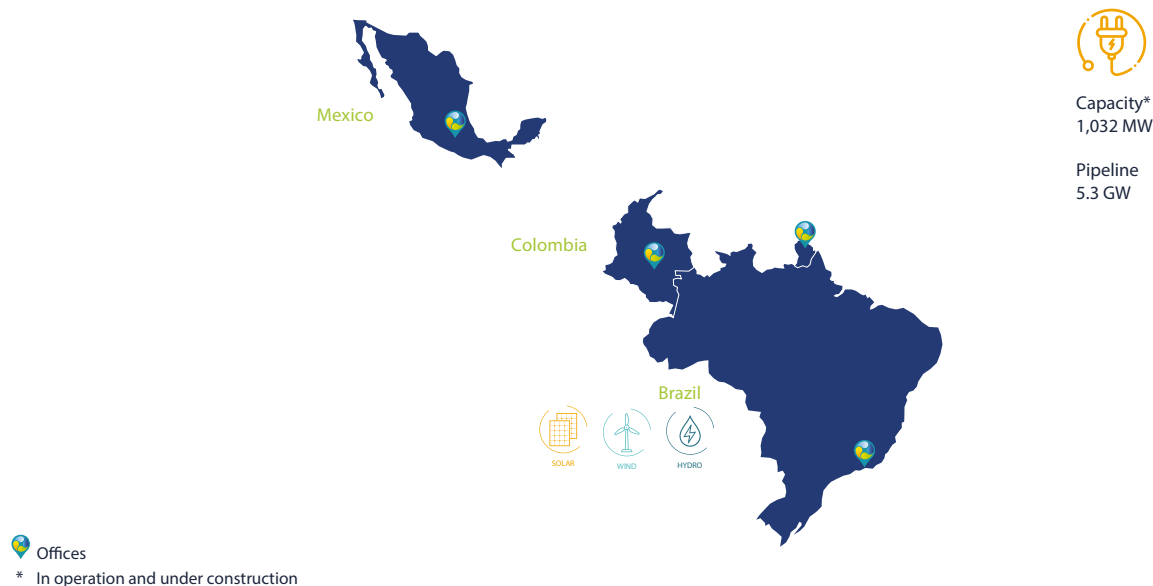 Mexico
Capacity*
1,032 MW
Pipeline
5.3 GW
Colombia
Brazil
SOLAR
WIND
HYDRO
Offices
* In operation and under construction